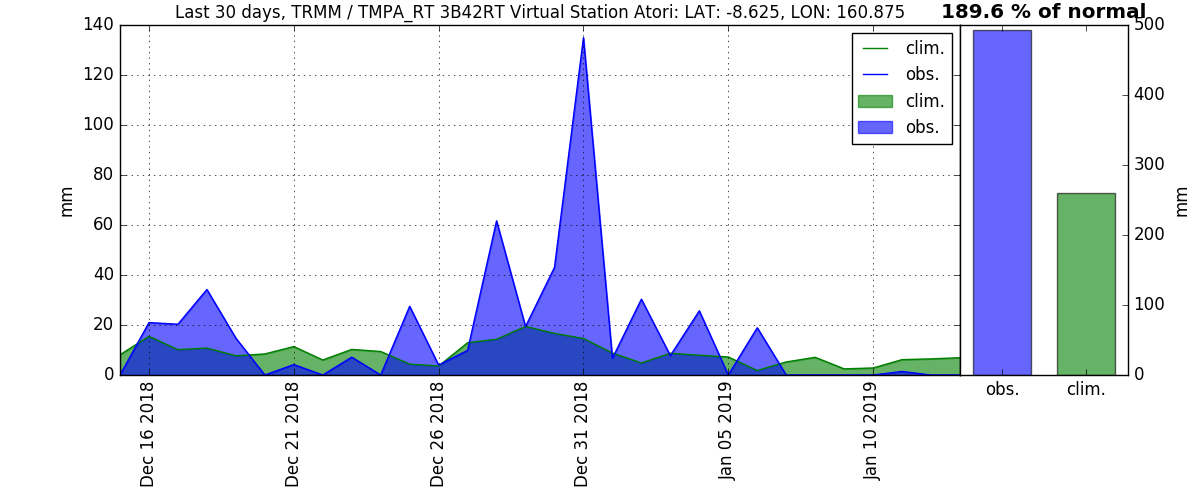 Last 30 days, TRMM / TMPA_RT 3B42RT Virtual Station Atori: LAT: -8.625, LON: 160.875
189.6 % of normal
140
120
100
80
60
40
20
0
mm
clim.
obs.
clim.
obs.
Dec 16 2018
Dec 21 2018
Dec 26 2018
Dec 31 2018
Jan 05 2019
Jan 10 2019
500
400
300
200
100
0
mm
obs.
clim.